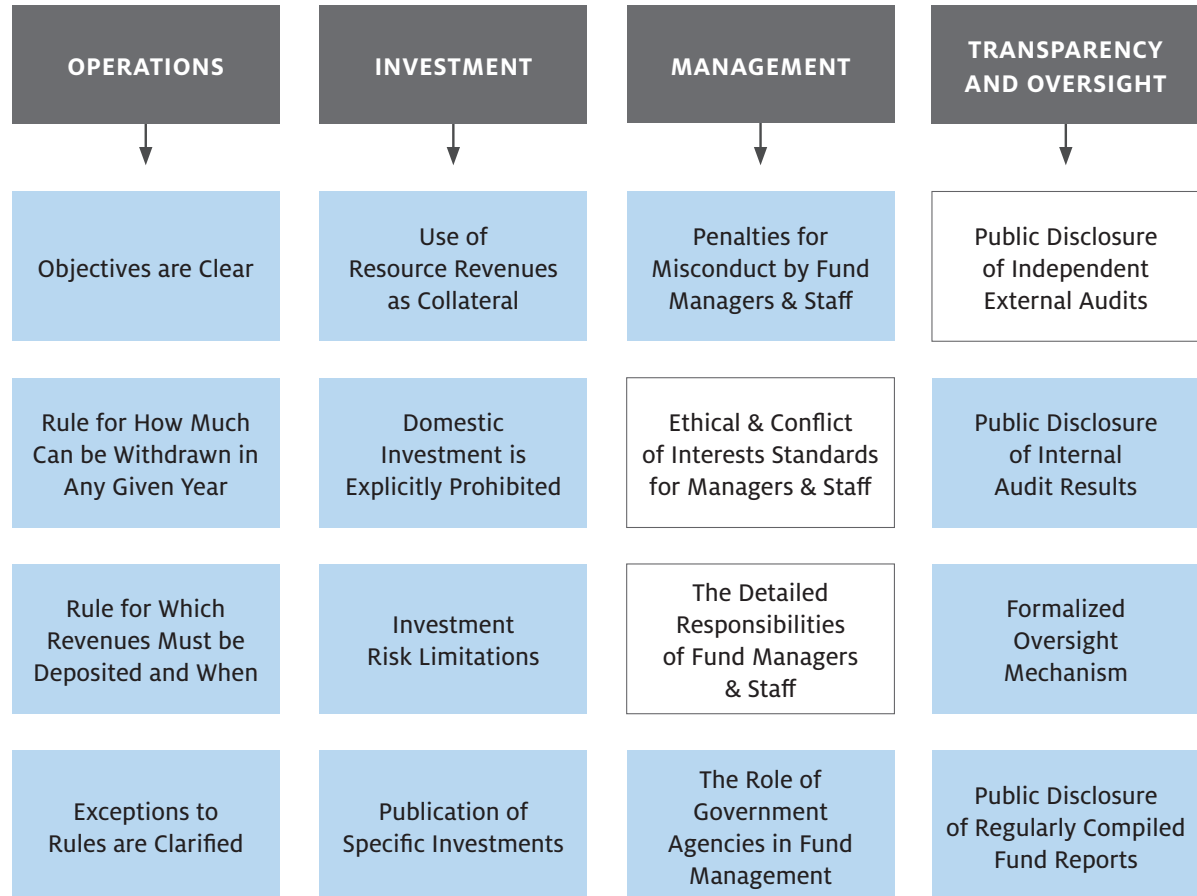 OPERATIONS
Objectives are Clear
Rule for How Much
Can be Withdrawn in
Any Given Year
Rule for Which
Revenues Must be
Deposited and When
Exceptions to
Rules are Clarified
INVESTMENT
Use of
Resource Revenues
as Collateral
Domestic
Investment is
Explicitly Prohibited
Investment
Risk Limitations
Publication of
Specific Investments
MANAGEMENT
Penalties for
Misconduct by Fund
Managers & Staff
Ethical & Conflict
of Interests Standards
for Managers & Staff
The Detailed
Responsibilities
of Fund Managers
& Staff
The Role of
Government
Agencies in Fund
Management
TRANSPARENCY
AND OVERSIGHT
Public Disclosure
of Independent
External Audits
Public Disclosure
of Internal
Audit Results
Formalized
Oversight
Mechanism
Public Disclosure
of Regularly Compiled
Fund Reports